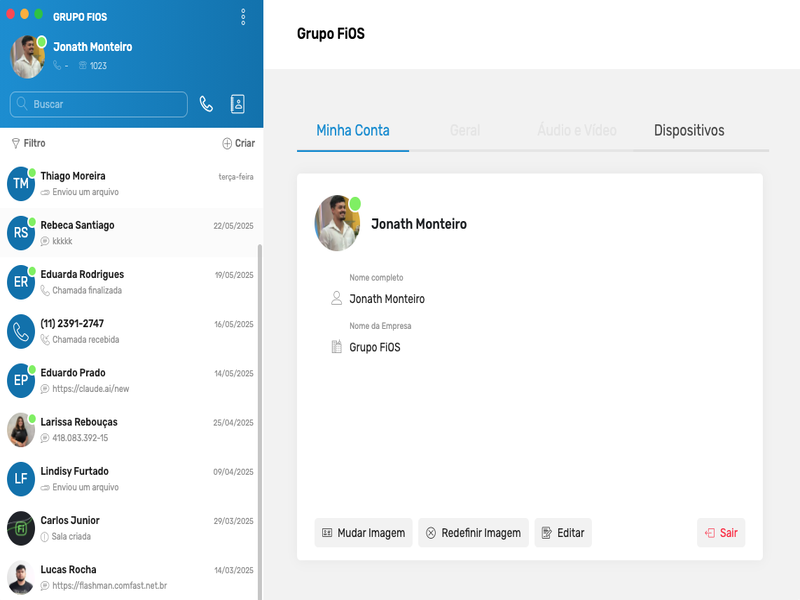 GRUPO FIOS
Jonath Monteiro
- 1023
Buscar
Filtro
Criar
TM
Thiago Moreira
terça-feira
Enviou um arquivo
RS
Rebeca Santiago
22/05/2025
kkkkk
ER
Eduarda Rodrigues
19/05/2025
Chamada finalizada
(11) 2391-2747
16/05/2025
Chamada recebida
EP
Eduardo Prado
14/05/2025
https://claude.ai/new
Larissa Rebouças
25/04/2025
418.083.392-15
LF
Lindisy Furtado
09/04/2025
Enviou um arquivo
Carlos Junior
29/03/2025
Sala criada
Lucas Rocha
14/03/2025
https://flashman.comfast.net.br
Grupo FiOS
Minha Conta
Geral
Áudio e Vídeo
Dispositivos
Jonath Monteiro
Nome completo
Jonath Monteiro
Nome da Empresa
Grupo FiOS
Mudar Imagem
Redefinir Imagem
Editar
Sair